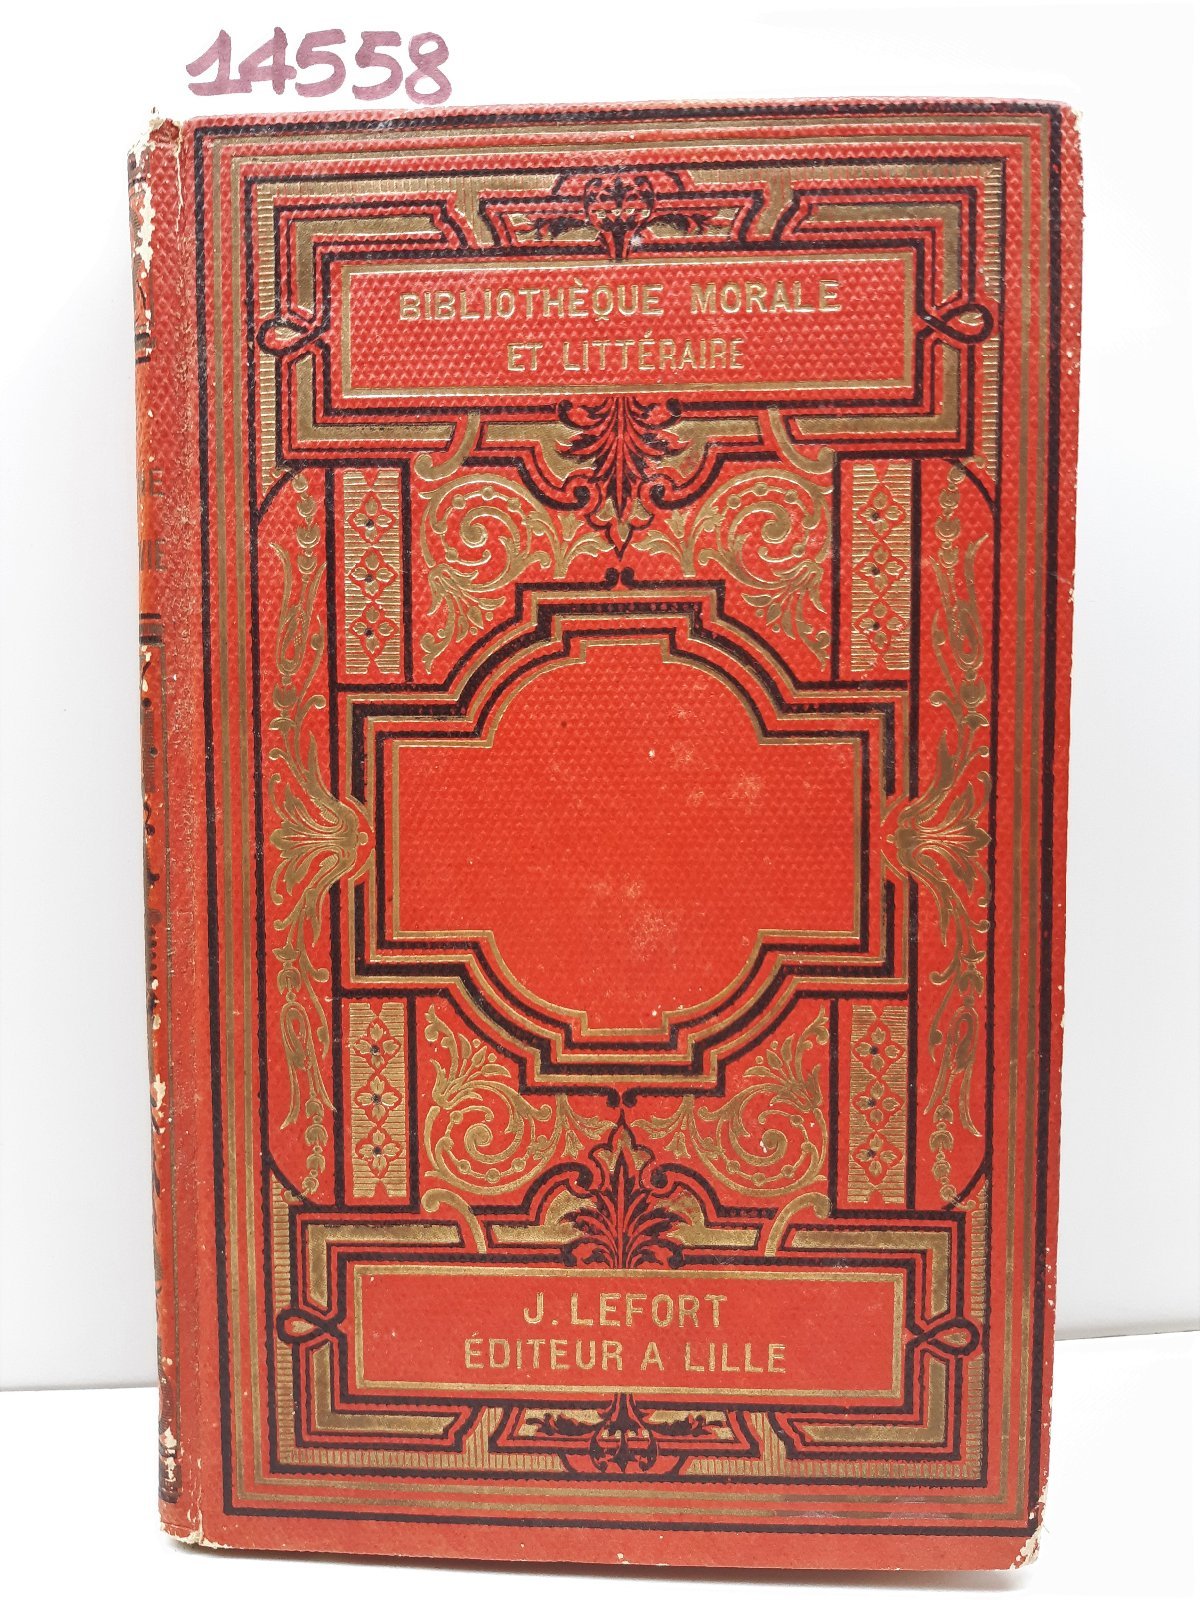 14558
BIBLIOTHÈQUE MORALE
ET LITTÉRAIRE
J. LEFORT
ÉDITEUR A LILLE